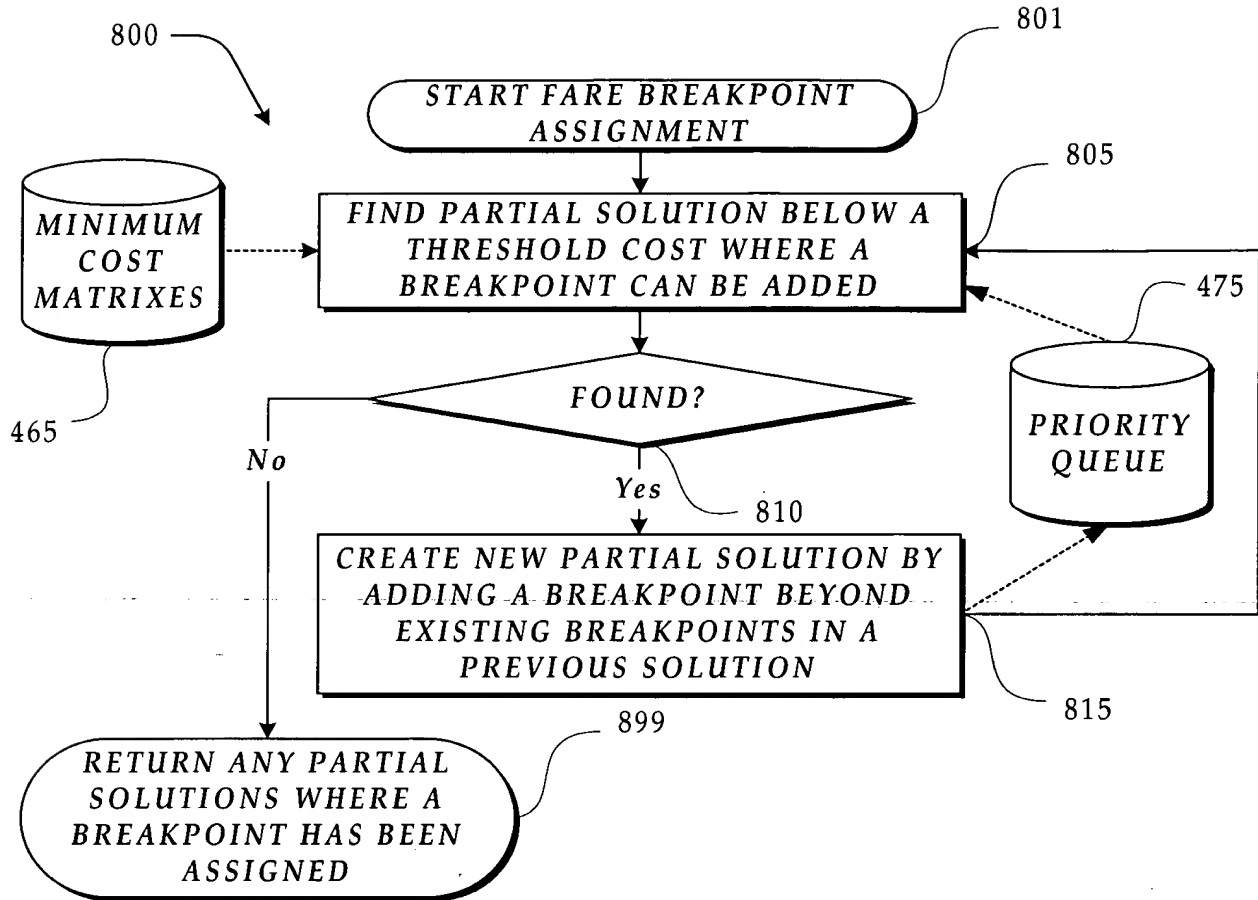 800
801
START FARE BREAKPOINT
ASSIGNMENT
805
MINIMUM
COST
MATRIXES
FIND PARTIAL SOLUTION BELOW A
THRESHOLD COST WHERE A
BREAKPOINT CAN BE ADDED
475
465
FOUND?
PRIORITY
QUEUE
No
Yes
810
CREATE NEW PARTIAL SOLUTION BY
ADDING A BREAKPOINT BEYOND
EXISTING BREAKPOINTS IN A
PREVIOUS SOLUTION
815
899
RETURN ANY PARTIAL
SOLUTIONS WHERE A
BREAKPOINT HAS BEEN
ASSIGNED